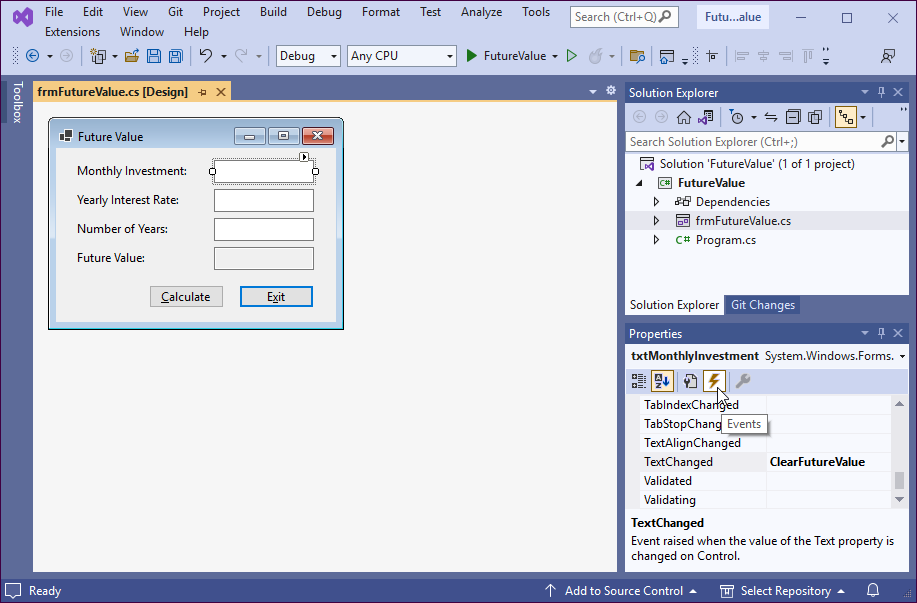 File Edit View Git Project Build Debug Format Test Analyze Tools Search (Ctrl+Q) Futu...alue
Extensions Window Help
Debug Any CPU FutureValue
Toolbox
frmFutureValue.cs [Design]
Future Value
Monthly Investment:
Yearly Interest Rate:
Number of Years:
Future Value:
Calculate Exit
Solution Explorer
Search Solution Explorer (Ctrl+;)
Solution 'FutureValue' (1 of 1 project)
C# FutureValue
Dependencies
frmFutureValue.cs
C# Program.cs
Solution Explorer Git Changes
Properties
txtMonthlyInvestment System.Windows.Forms.
TabIndexChanged
TabStopChang
Events
TextAlignChanged
TextChanged ClearFutureValue
Validated
Validating
TextChanged
Event raised when the value of the Text property is
changed on Control.
Ready Add to Source Control Select Repository